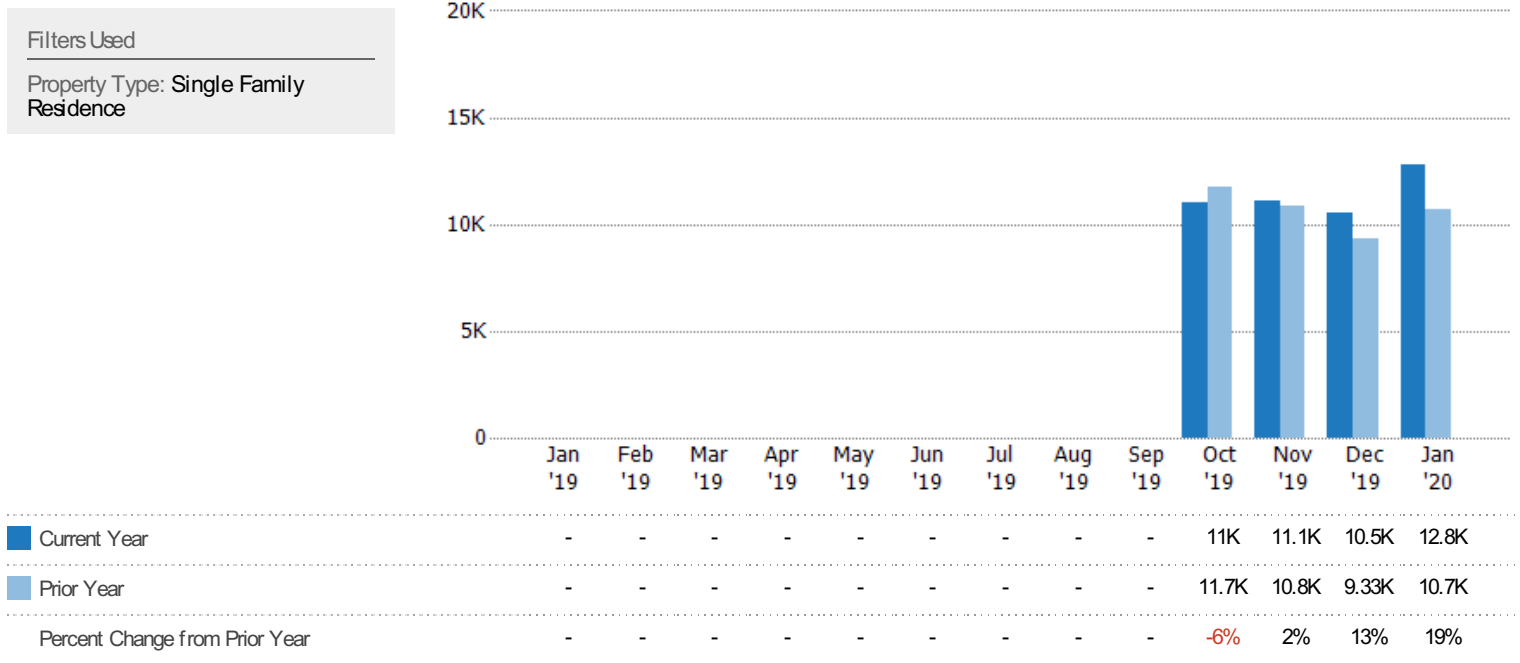 Filters Used
Property Type: Single Family
Residence
20K
15K
10K
5K
0
Jan Feb Mar Apr May Jun Jul Aug Sep Oct Nov Dec Jan
'19 '19 '19 '19 '19 '19 '19 '19 '19 '19 '19 '19 '20
Current Year - - - - - - - - - 11K 11.1K 10.5K 12.8K
Prior Year - - - - - - - - - 11.7K 10.8K 9.33K 10.7K
Percent Change from Prior Year - - - - - - - - - -6% 2% 13% 19%